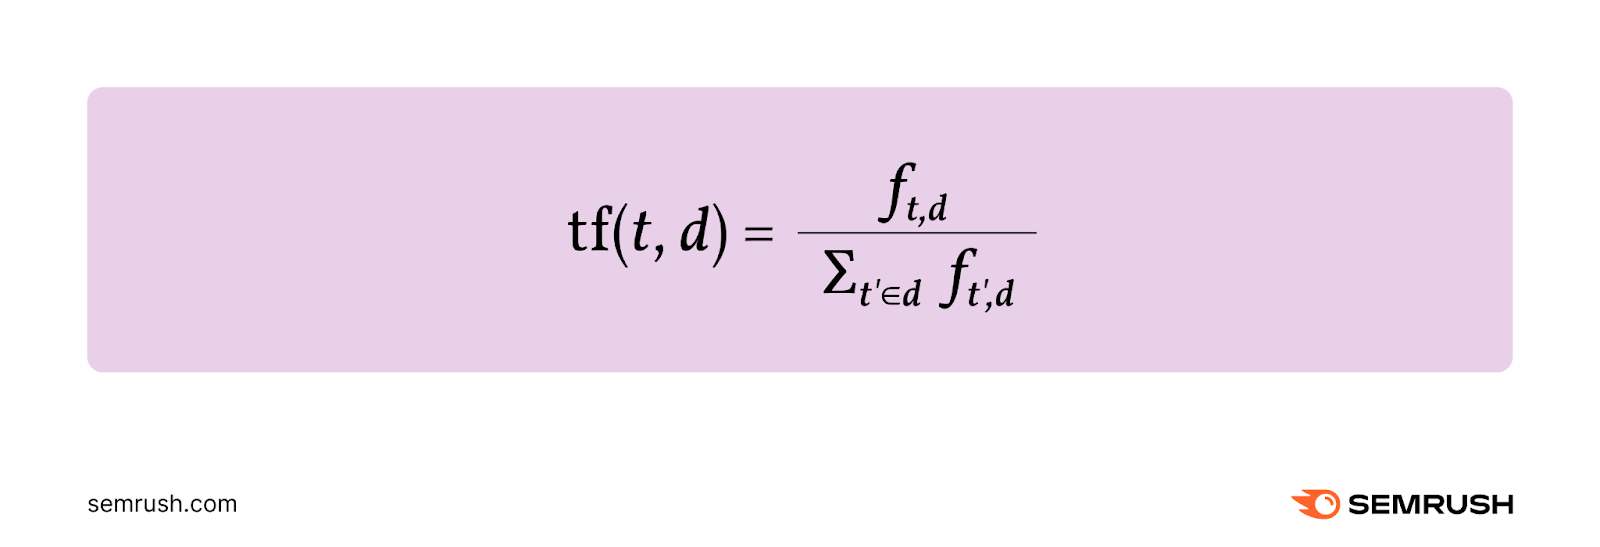 tf(t, d) = f_{t,d} / Σ_{t'∈d} f_{t',d}
semrush.com
SEMRUSH